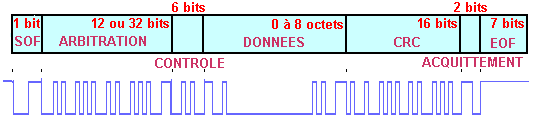 6 bits
2 bits
1 bit 12 ou 32 bits 0 à 8 octets 16 bits 7 bits
SOF ARBITRATION DONNEES CRC EOF
CONTROLE ACQUITTEMENT